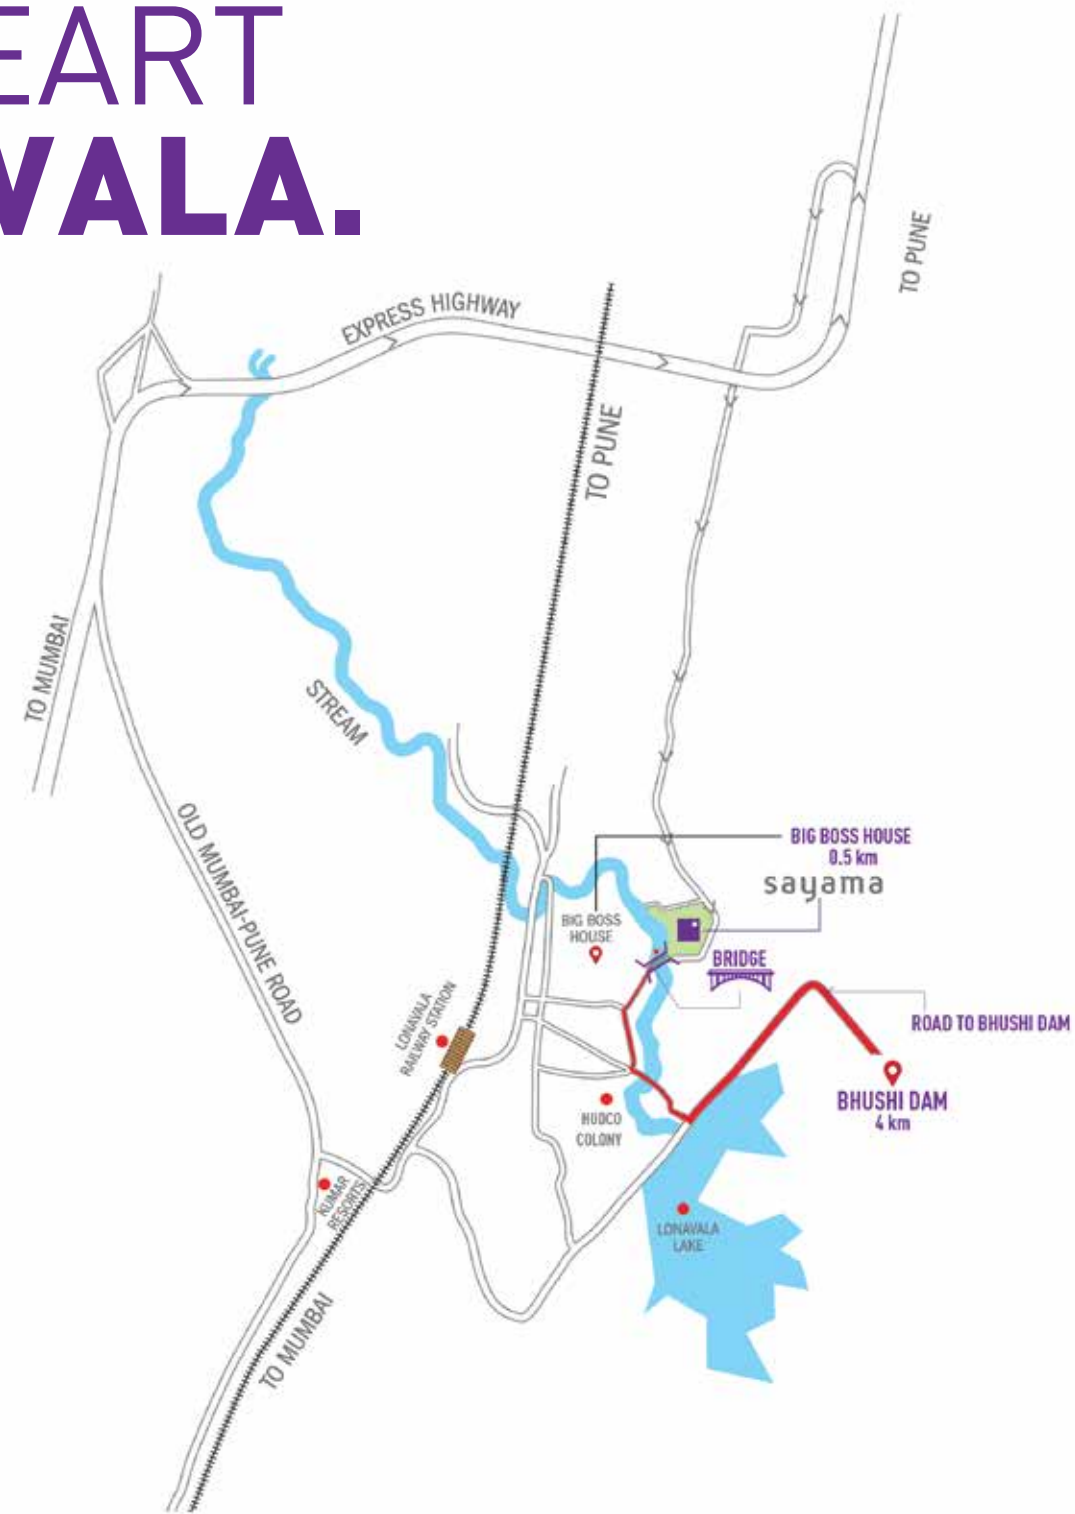 EART
VALA.
TO PUNE
EXPRESS HIGHWAY
TO PUNE
TO MUMBAI
STREAM
OLD MUMBAI-PUNE ROAD
BIG BOSS HOUSE
0.5 km
sayama
BIG BOSS
HOUSE
BRIDGE
LONAVALA
RAILWAY STATION
ROAD TO BHUSHI DAM
BHUSHI DAM
4 km
HUDCO
COLONY
KUMAR
RESORTS
LONAVALA
LAKE
TO MUMBAI